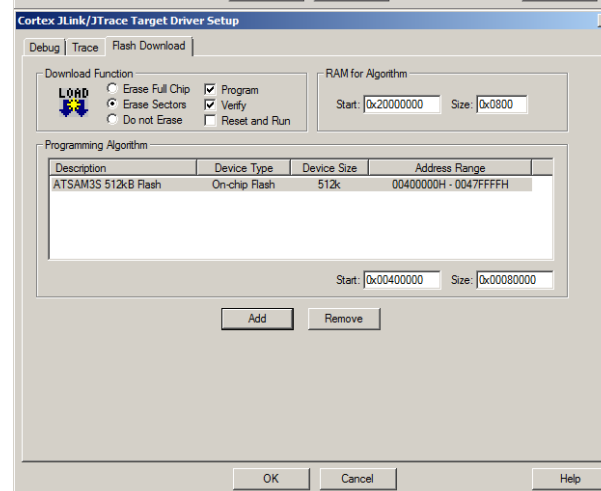 Cortex JLink/JTrace Target Driver Setup
Debug Trace Flash Download
Download Function RAM for Algorithm
LOAD Erase Full Chip Program
Erase Sectors Verify Start: 0x20000000 Size: 0x0800
Do not Erase Reset and Run
Programming Algorithm
Description Device Type Device Size Address Range
ATSAM3S 512kB Flash On-chip Flash 512k 00400000H - 0047FFFFH
Start: 0x00400000 Size: 0x00080000
Add Remove
OK Cancel Help